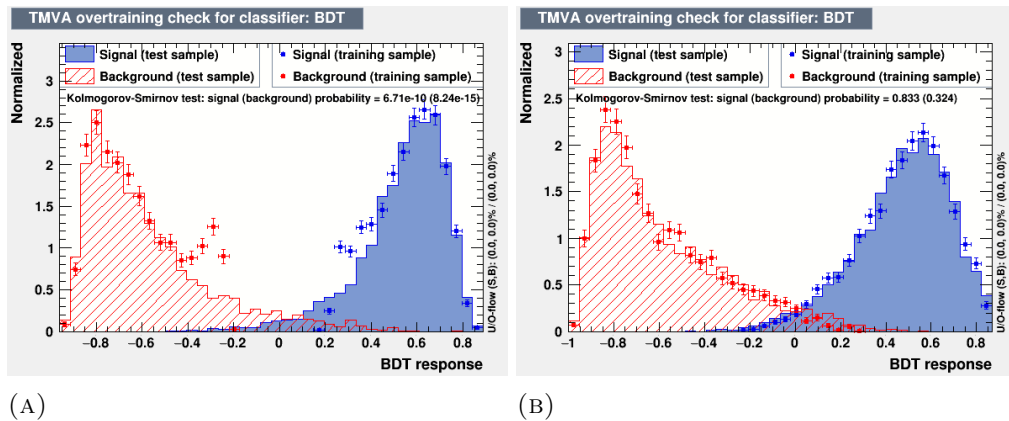 TMVA overtraining check for classifier: BDT
Normalized
Signal (test sample)
Background (test sample)
Signal (training sample)
Background (training sample)
Kolmogorov-Smirnov test: signal (background) probability = 6.71e-10 (8.24e-15)
3
2.5
2
1.5
1
0.5
0
−0.8 −0.6 −0.4 −0.2 0 0.2 0.4 0.6 0.8
BDT response
U/O-flow (S,B): (0.0, 0.0)% / (0.0, 0.0)%
(A)
TMVA overtraining check for classifier: BDT
Normalized
Signal (test sample)
Background (test sample)
Signal (training sample)
Background (training sample)
Kolmogorov-Smirnov test: signal (background) probability = 0.833 (0.324)
3
2.5
2
1.5
1
0.5
0
−1 −0.8 −0.6 −0.4 −0.2 0 0.2 0.4 0.6 0.8
BDT response
U/O-flow (S,B): (0.0, 0.0)% / (0.0, 0.0)%
(B)